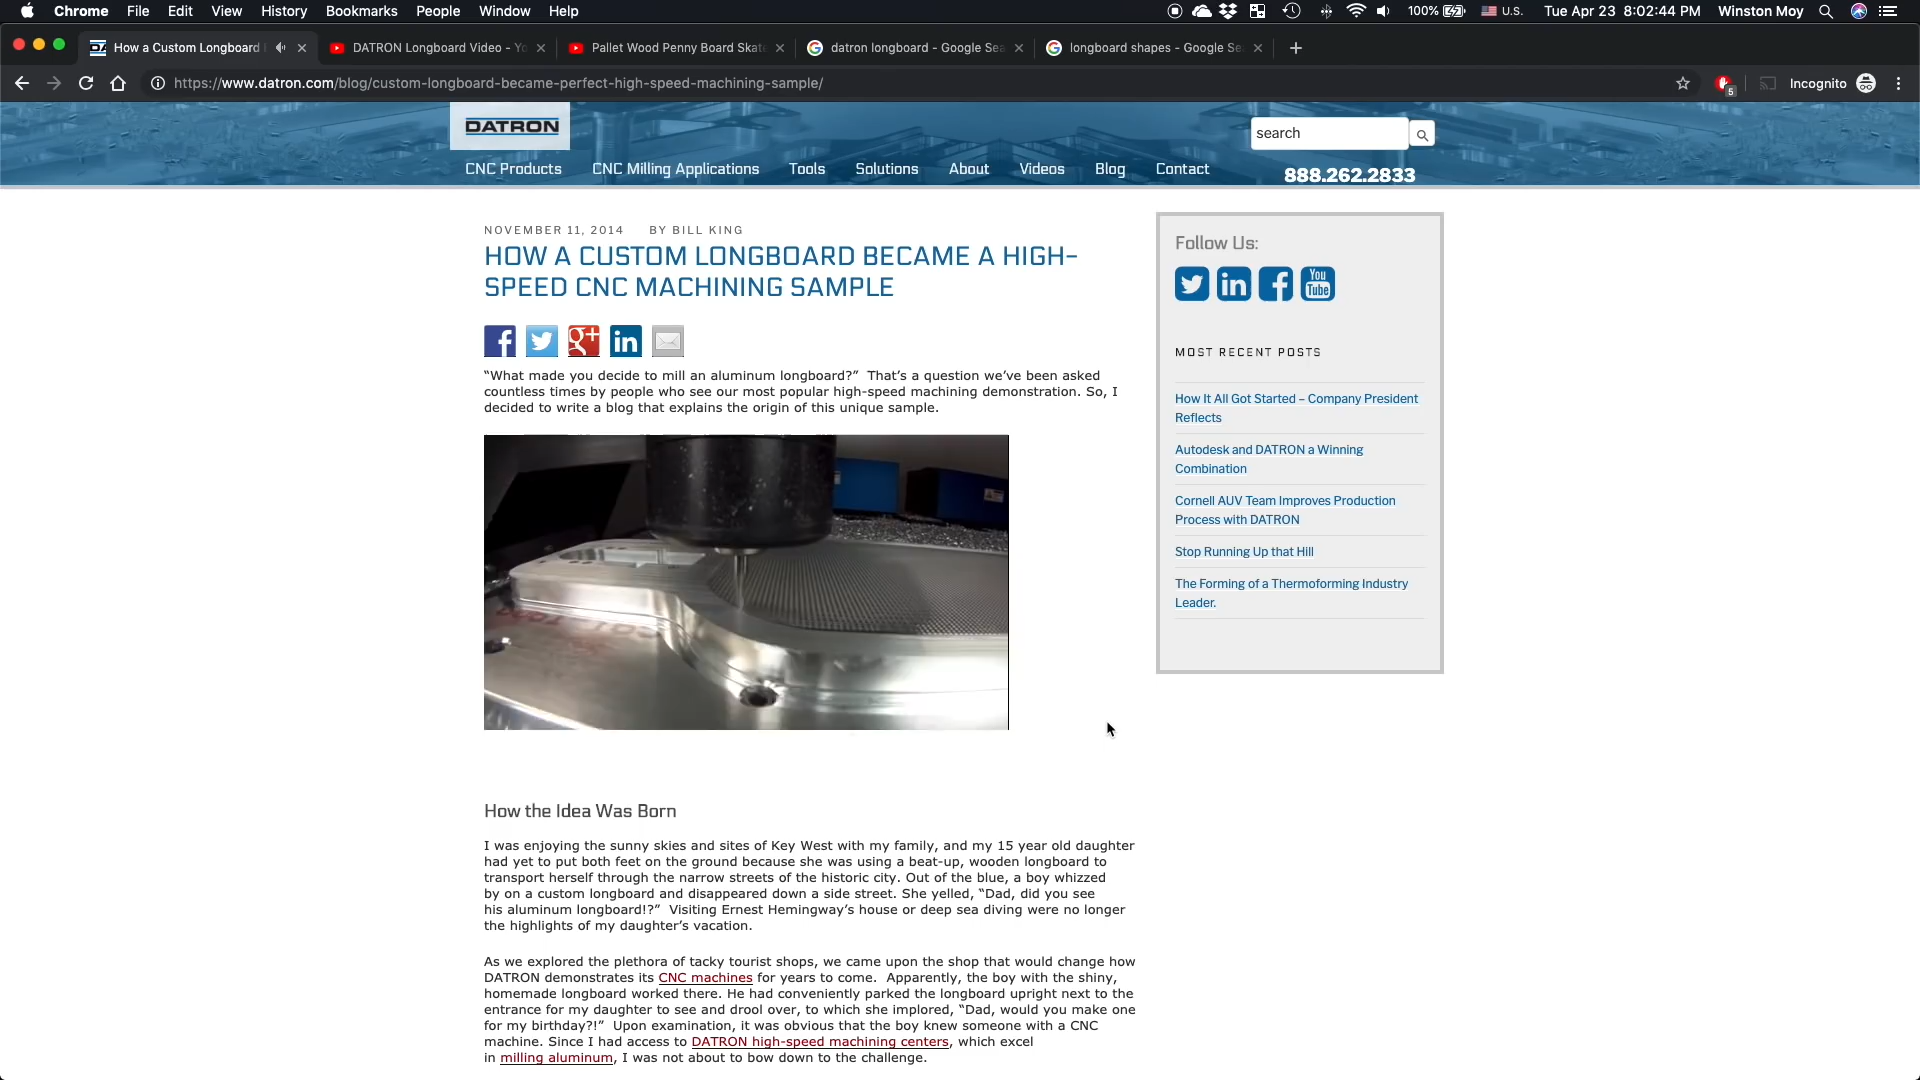 Chrome File Edit View History Bookmarks People Window Help 100% U.S. Tue Apr 23 8:02:44 PM Winston Moy
How a Custom Longboard DATRON Longboard Video - Yo Pallet Wood Penny Board Skat datron longboard - Google Sea longboard shapes - Google Se
https://www.datron.com/blog/custom-longboard-became-perfect-high-speed-machining-sample/ 5 Incognito
DATRON
search
CNC Products CNC Milling Applications Tools Solutions About Videos Blog Contact
888.262.2833
NOVEMBER 11, 2014 BY BILL KING
HOW A CUSTOM LONGBOARD BECAME A HIGH-
SPEED CNC MACHINING SAMPLE
“What made you decide to mill an aluminum longboard?” That’s a question we’ve been asked
countless times by people who see our most popular high-speed machining demonstration. So, I
decided to write a blog that explains the origin of this unique sample.
How the Idea Was Born
I was enjoying the sunny skies and sites of Key West with my family, and my 15 year old daughter
had yet to put both feet on the ground because she was using a beat-up, wooden longboard to
transport herself through the narrow streets of the historic city. Out of the blue, a boy whizzed
by on a custom longboard and disappeared down a side street. She yelled, “Dad, did you see
his aluminum longboard!?” Visiting Ernest Hemingway’s house or deep sea diving were no longer
the highlights of my daughter’s vacation.
As we explored the plethora of tacky tourist shops, we came upon the shop that would change how
DATRON demonstrates its CNC machines for years to come. Apparently, the boy with the shiny,
homemade longboard worked there. He had conveniently parked the longboard upright next to the
entrance for my daughter to see and drool over, to which she implored, “Dad, would you make one
for my birthday?!” Upon examination, it was obvious that the boy knew someone with a CNC
machine. Since I had access to DATRON high-speed machining centers, which excel
in milling aluminum, I was not about to bow down to the challenge.
Follow Us:
You
Tube
MOST RECENT POSTS
How It All Got Started – Company President
Reflects
Autodesk and DATRON a Winning
Combination
Cornell AUV Team Improves Production
Process with DATRON
Stop Running Up that Hill
The Forming of a Thermoforming Industry
Leader.